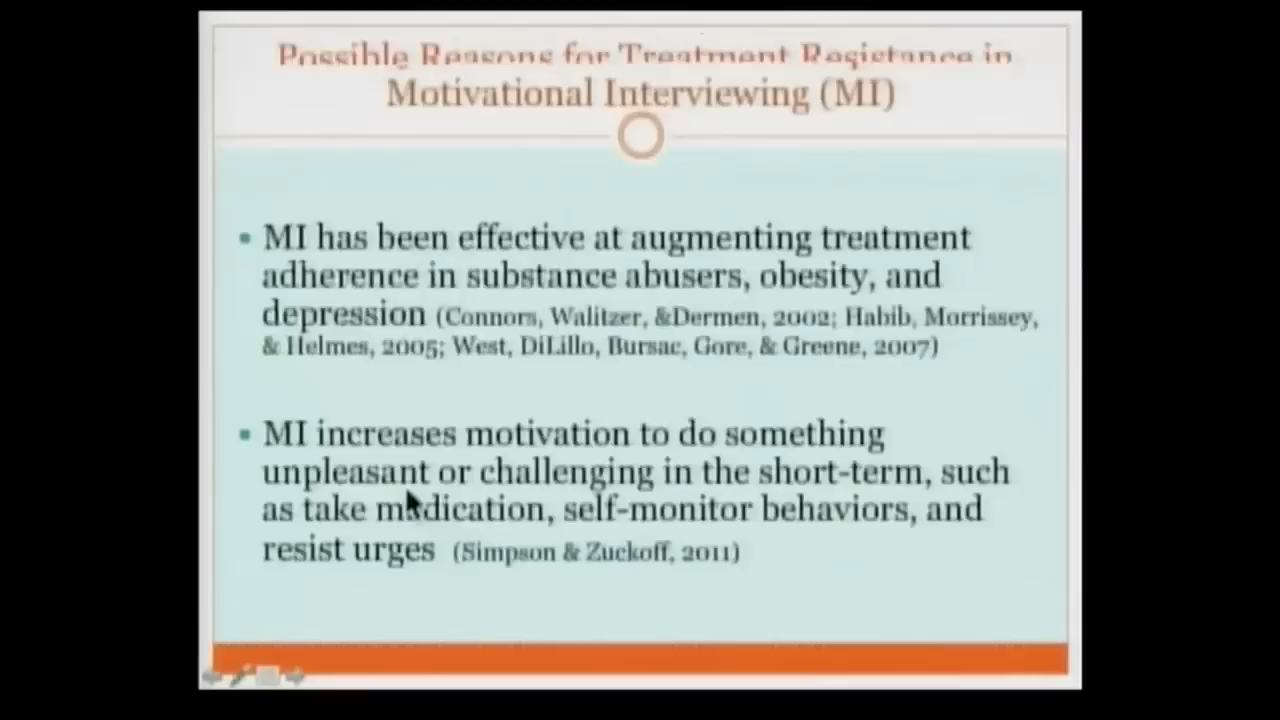 Possible Reasons for Treatment Resistance in
Motivational Interviewing (MI)
MI has been effective at augmenting treatment
adherence in substance abusers, obesity, and
depression (Connors, Walitzer, &Dermen, 2002; Habib, Morrissey,
& Helmes, 2005; West, DiLillo, Bursac, Gore, & Greene, 2007)
MI increases motivation to do something
unpleasant or challenging in the short-term, such
as take medication, self-monitor behaviors, and
resist urges (Simpson & Zuckoff, 2011)